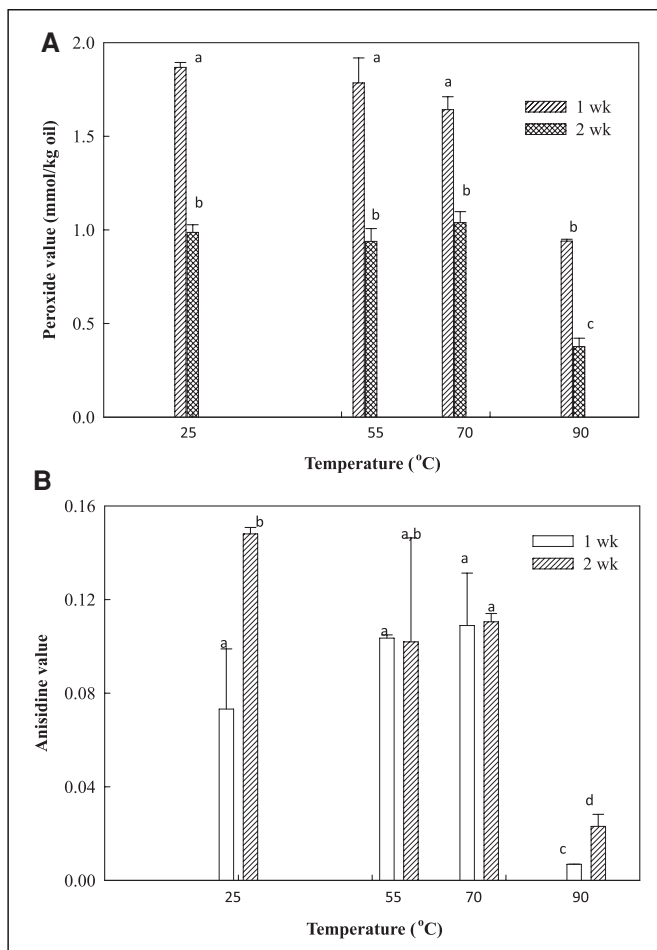 A
2.0
a
a
a
1 wk
2 wk
1.5
Peroxide value (mmol/kg oil)
b
b
b
b
1.0
c
0.5
0.0
25
55
70
90
Temperature (°C)
B
0.16
b
a,b
1 wk
2 wk
a
0.12
a
a
a
Anisidine value
0.08
0.04
d
c
0.00
25
55
70
90
Temperature (°C)